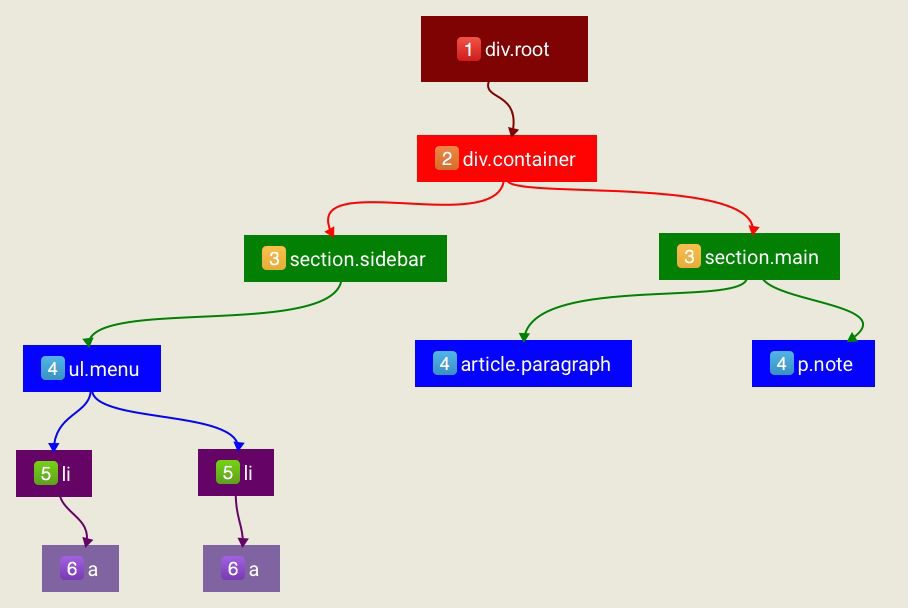 1 div.root
2 div.container
3 section.sidebar
3 section.main
4 ul.menu
4 article.paragraph
4 p.note
5 li
5 li
6 a
6 a